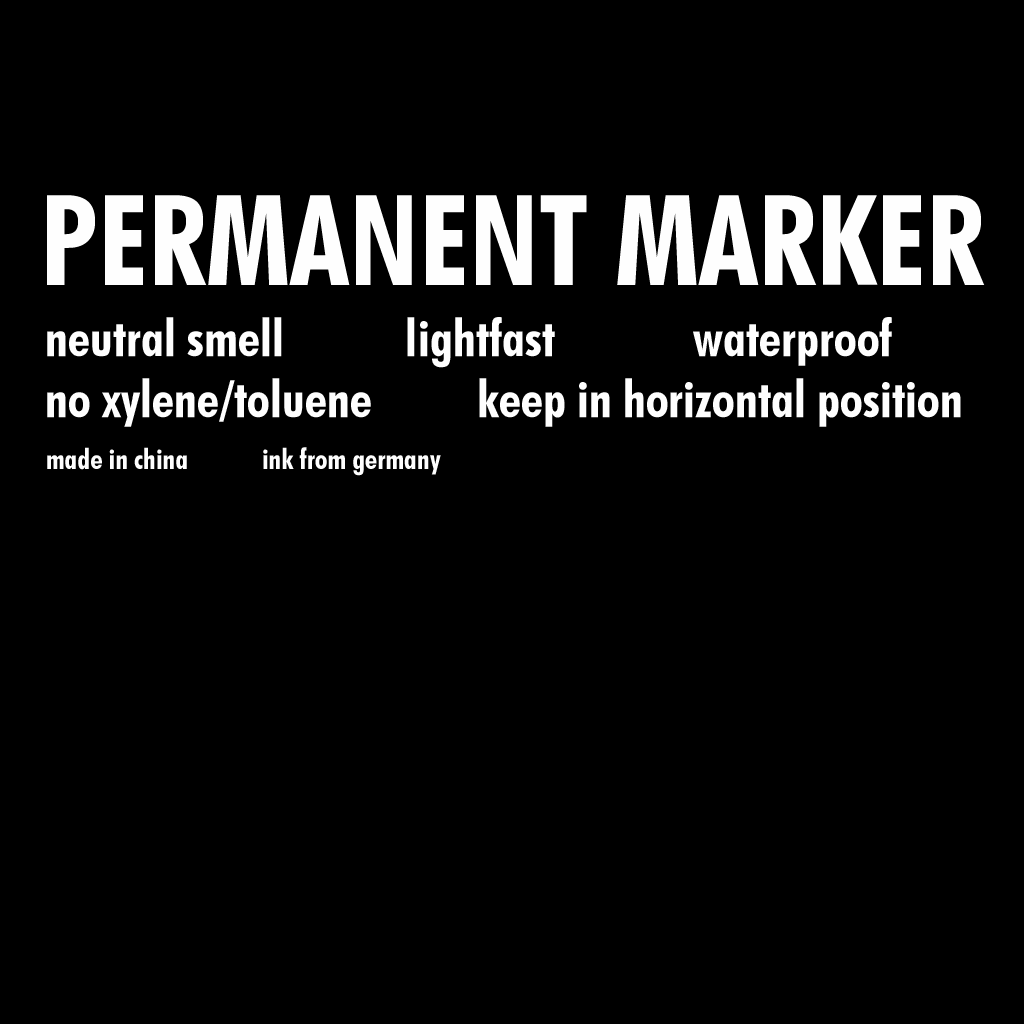 PERMANENT MARKER
neutral smell lightfast waterproof
no xylene/toluene keep in horizontal position
made in china ink from germany